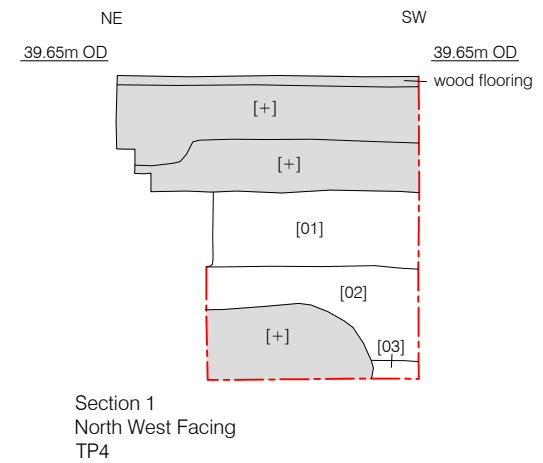 NE
SW
39.65m OD
39.65m OD
wood flooring
[+]
[+]
[01]
[02]
[+]
[03]
Section 1
North West Facing
TP4